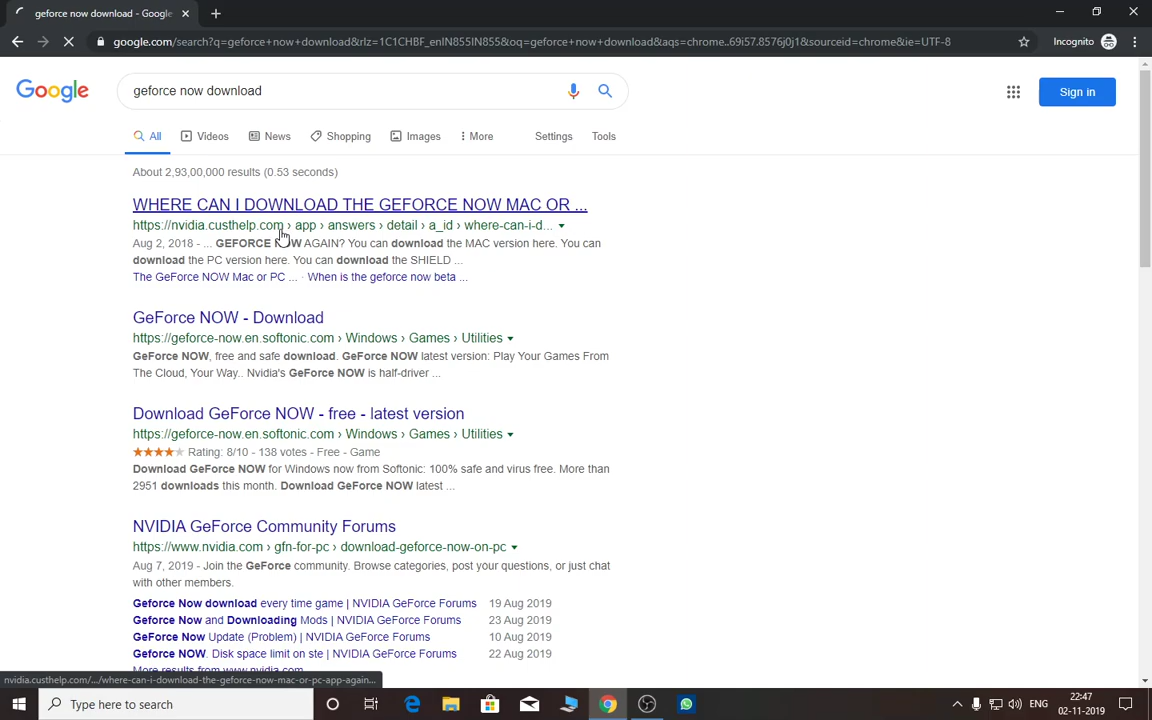 geforce now download - Google
google.com/search?q=geforce+now+download&rlz=1C1CHBF_enIN855IN855&oq=geforce+now+download&aqs=chrome..69i57.8576j0j1&sourceid=chrome&ie=UTF-8
Incognito
Google
geforce now download
Sign in
All Videos News Shopping Images More Settings Tools
About 2,93,00,000 results (0.53 seconds)
WHERE CAN I DOWNLOAD THE GEFORCE NOW MAC OR ...
https://nvidia.custhelp.com › app › answers › detail › a_id › where-can-i-d...
Aug 2, 2018 - ... GEFORCE NOW AGAIN? You can download the MAC version here. You can
download the PC version here. You can download the SHIELD ...
The GeForce NOW Mac or PC ... · When is the geforce now beta ...
GeForce NOW - Download
https://geforce-now.en.softonic.com › Windows › Games › Utilities
GeForce NOW, free and safe download. GeForce NOW latest version: Play Your Games From
The Cloud, Your Way.. Nvidia's GeForce NOW is half-driver ...
Download GeForce NOW - free - latest version
https://geforce-now.en.softonic.com › Windows › Games › Utilities
Rating: 8/10 - 138 votes - Free - Game
Download GeForce NOW for Windows now from Softonic: 100% safe and virus free. More than
2951 downloads this month. Download GeForce NOW latest ...
NVIDIA GeForce Community Forums
https://www.nvidia.com › gfn-for-pc › download-geforce-now-on-pc
Aug 7, 2019 - Join the GeForce community. Browse categories, post your questions, or just chat
with other members.
Geforce Now download every time game | NVIDIA GeForce Forums 19 Aug 2019
Geforce Now and Downloading Mods | NVIDIA GeForce Forums 23 Aug 2019
GeForce Now Update (Problem) | NVIDIA GeForce Forums 10 Aug 2019
Geforce NOW. Disk space limit on ste | NVIDIA GeForce Forums 22 Aug 2019
More results from www.nvidia.com
nvidia.custhelp.com/.../where-can-i-download-the-geforce-now-mac-or-pc-app-again...
Type here to search
ENG
22:47
02-11-2019